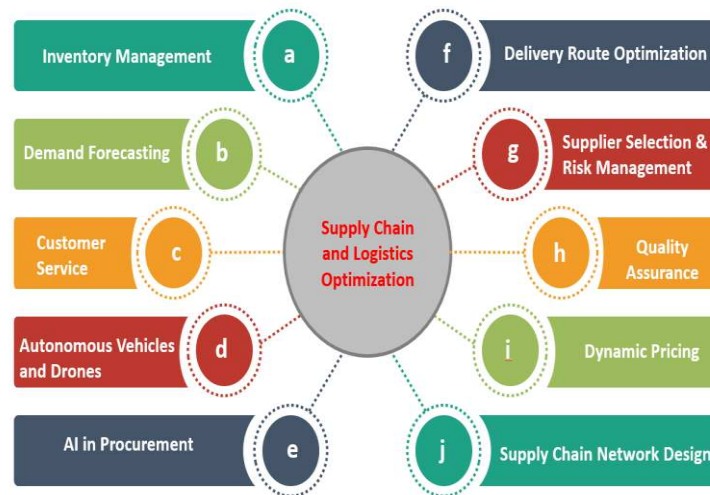 Inventory Management
a
Demand Forecasting
b
Customer
Service
c
Autonomous Vehicles
and Drones
d
AI in Procurement
e
Supply Chain
and Logistics
Optimization
f
Delivery Route Optimization
g
Supplier Selection &
Risk Management
h
Quality
Assurance
i
Dynamic Pricing
j
Supply Chain Network Design